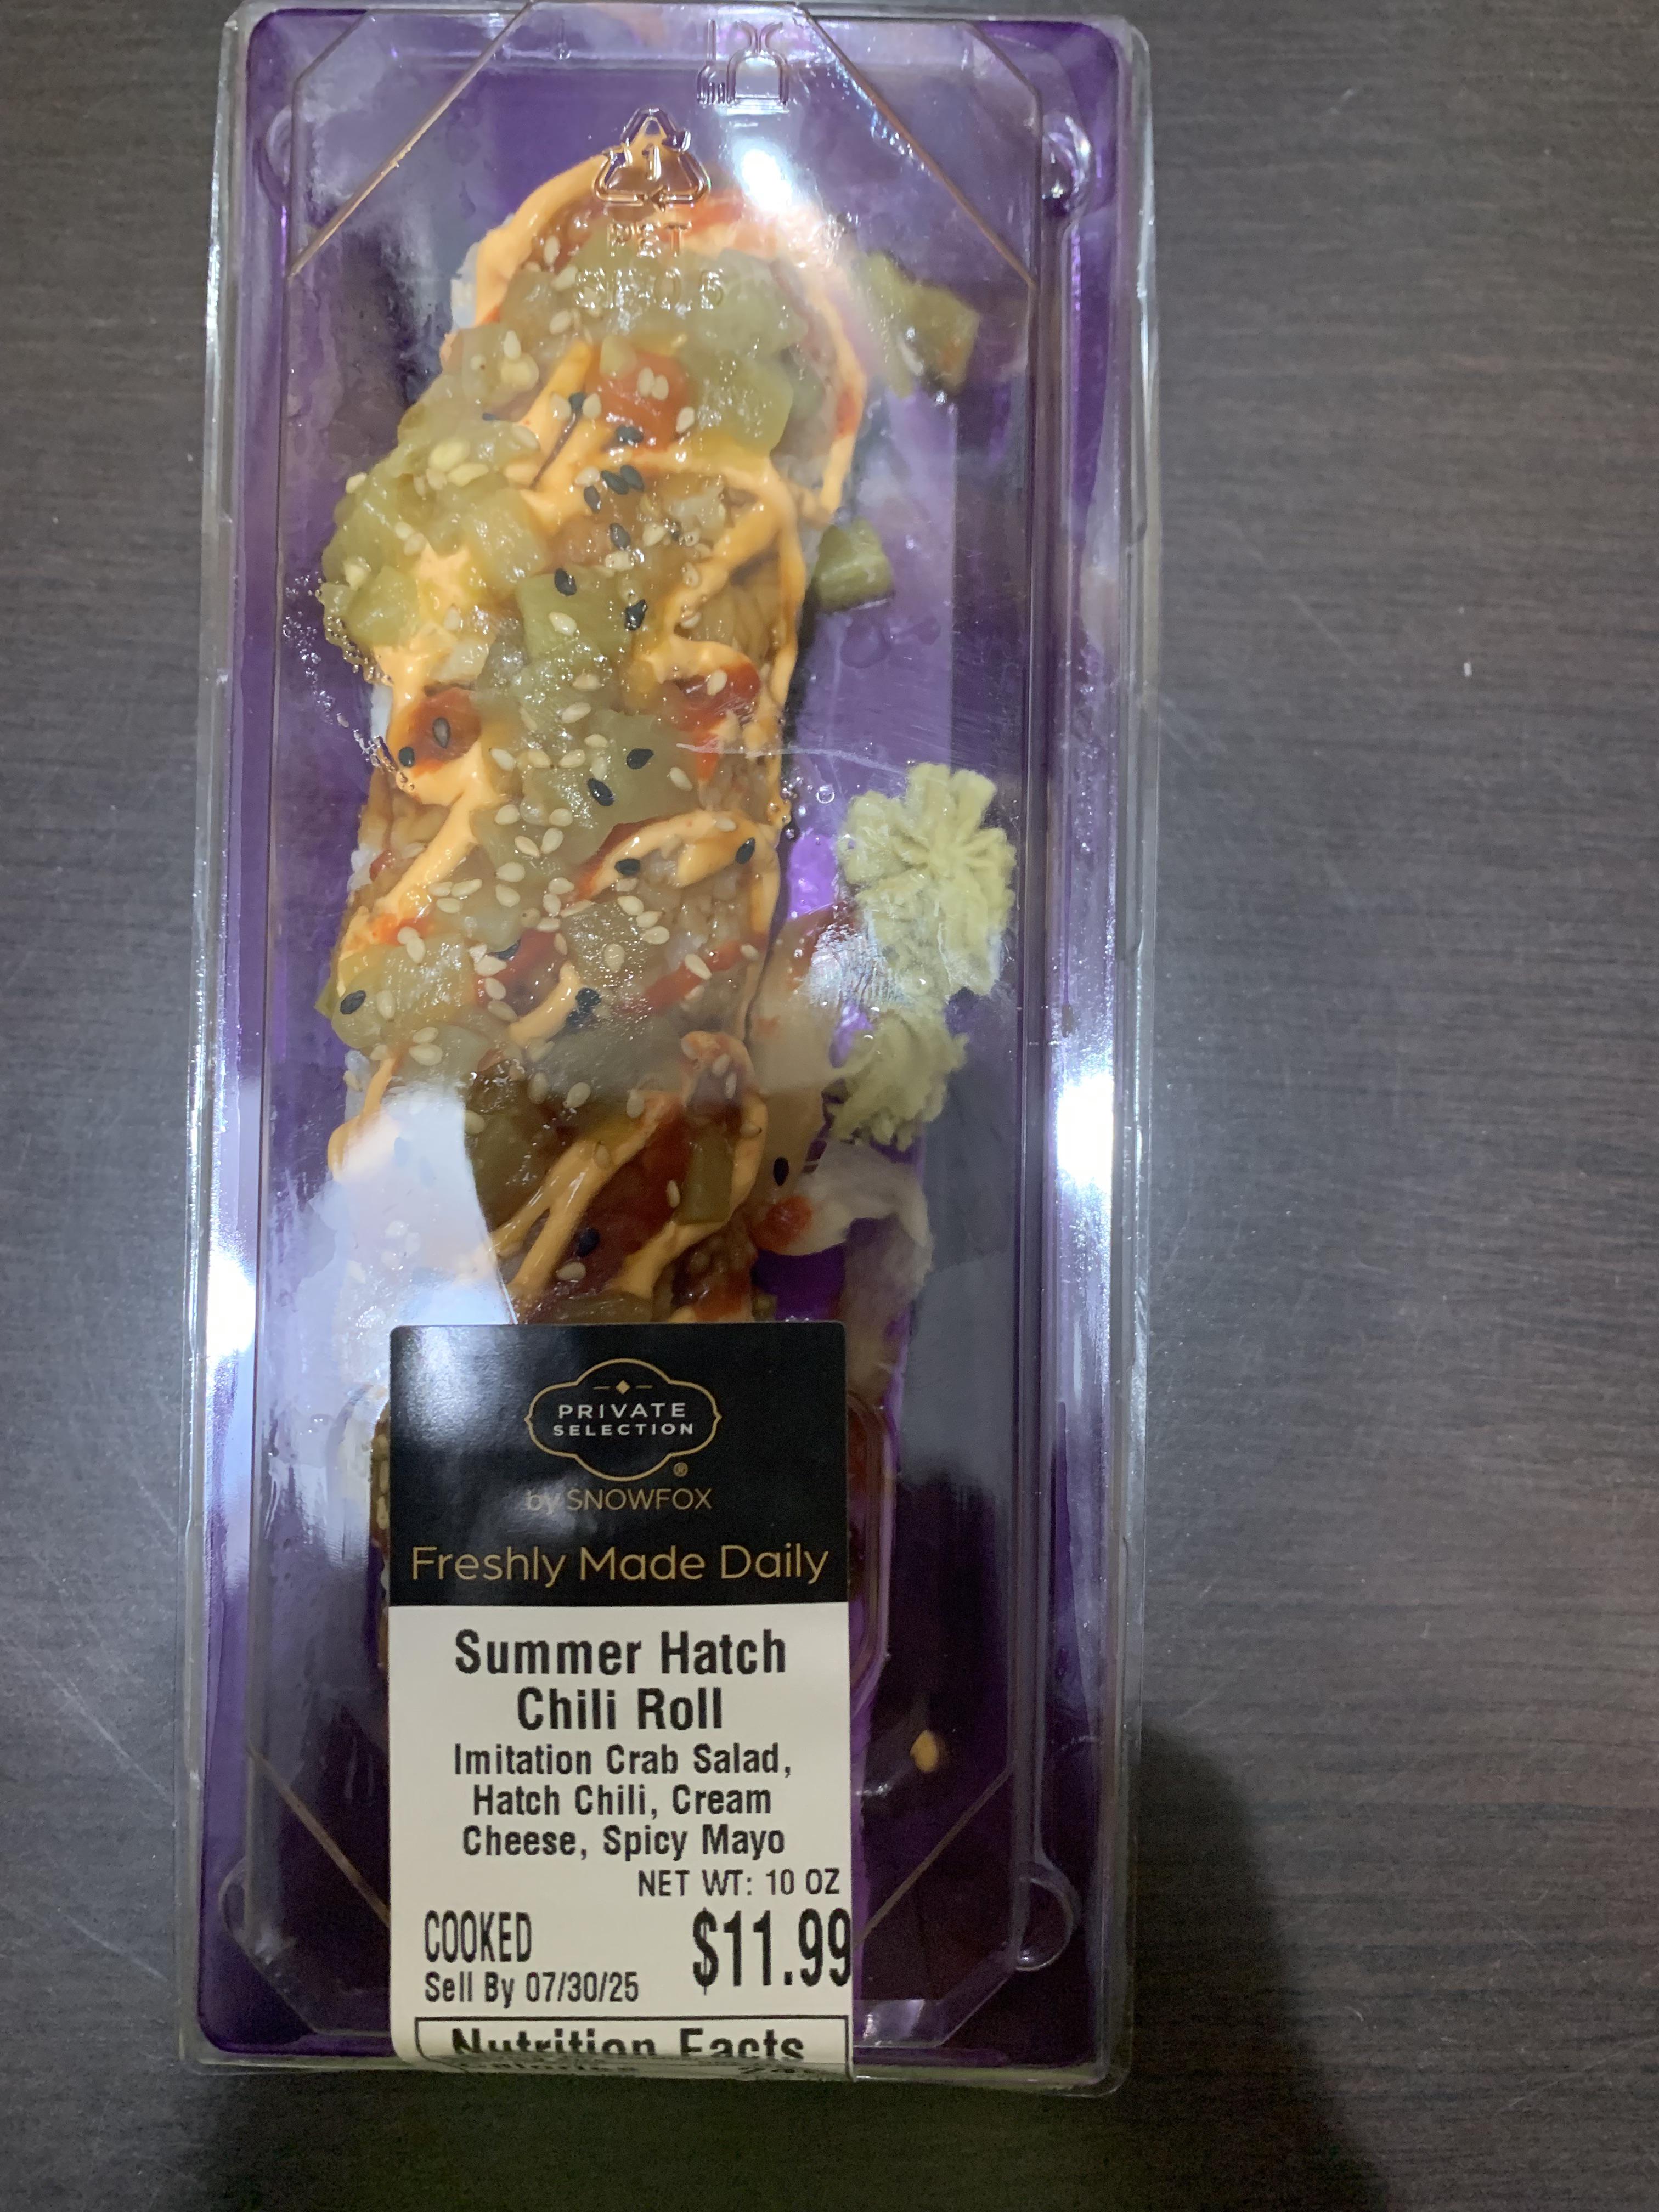 1
PET
PRIVATE
SELECTION
®
by SNOWFOX
Freshly Made Daily
Summer Hatch
Chili Roll
Imitation Crab Salad,
Hatch Chili, Cream
Cheese, Spicy Mayo
NET WT: 10 OZ
COOKED
$11.99
Sell By 07/30/25
Nutrition Facts